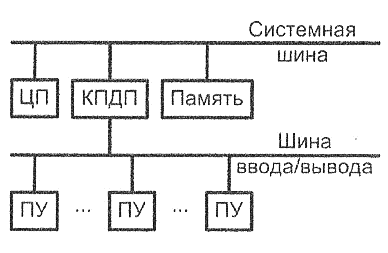 Системная
шина
ЦП КПДП Память
Шина
ввода/вывода
ПУ ... ПУ ... ПУ